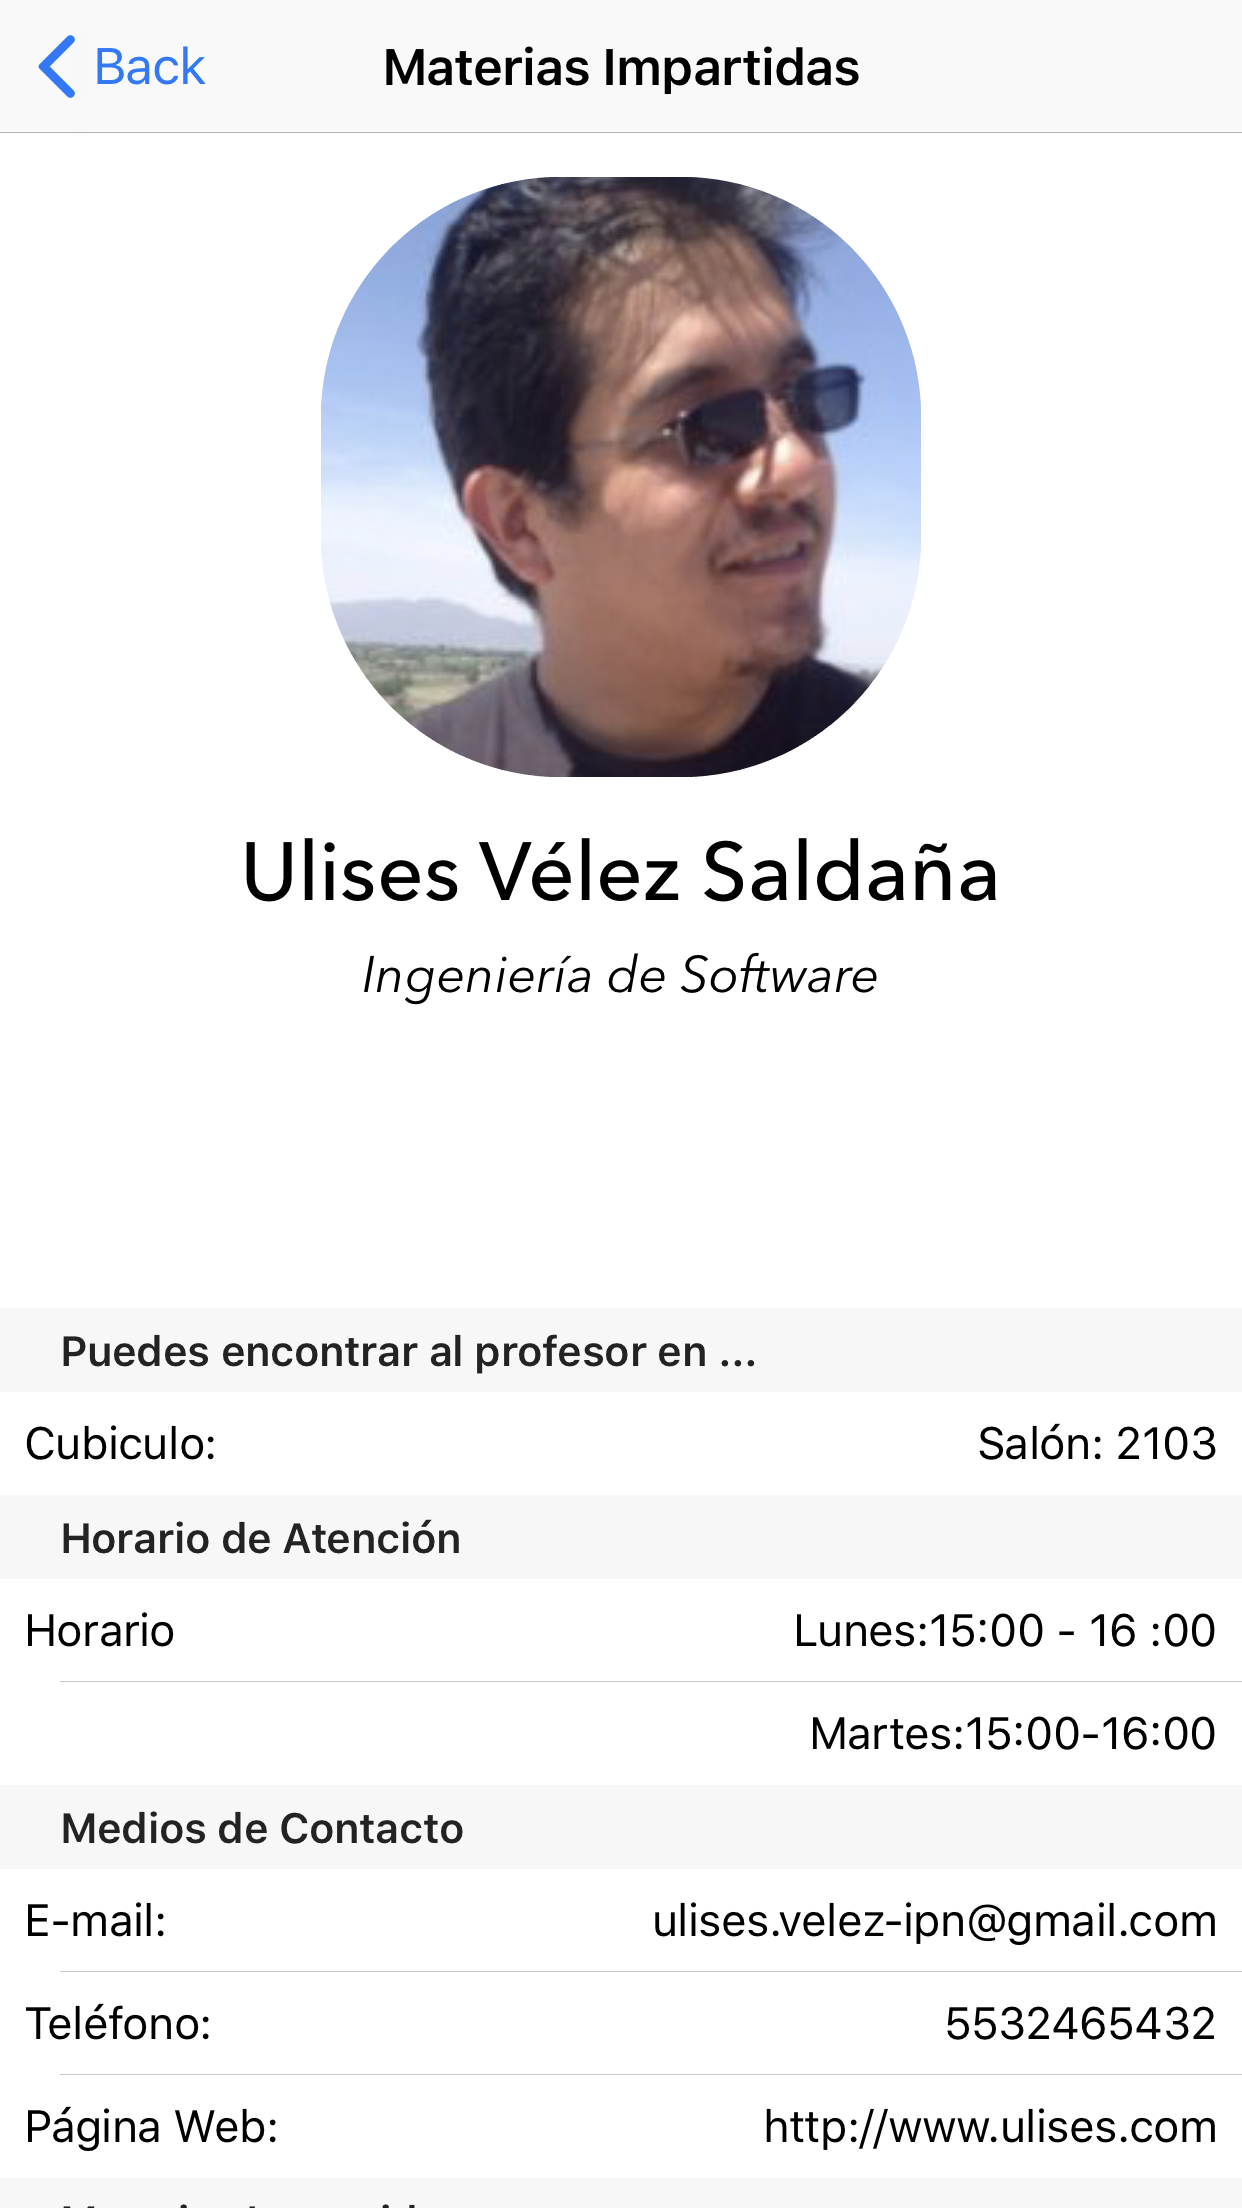 Back
Materias Impartidas
Ulises Vélez Saldaña
Ingeniería de Software
Puedes encontrar al profesor en ...
Cubiculo: Salón: 2103
Horario de Atención
Horario Lunes:15:00 - 16 :00
Martes:15:00-16:00
Medios de Contacto
E-mail: ulises.velez-ipn@gmail.com
Teléfono: 5532465432
Página Web: http://www.ulises.com